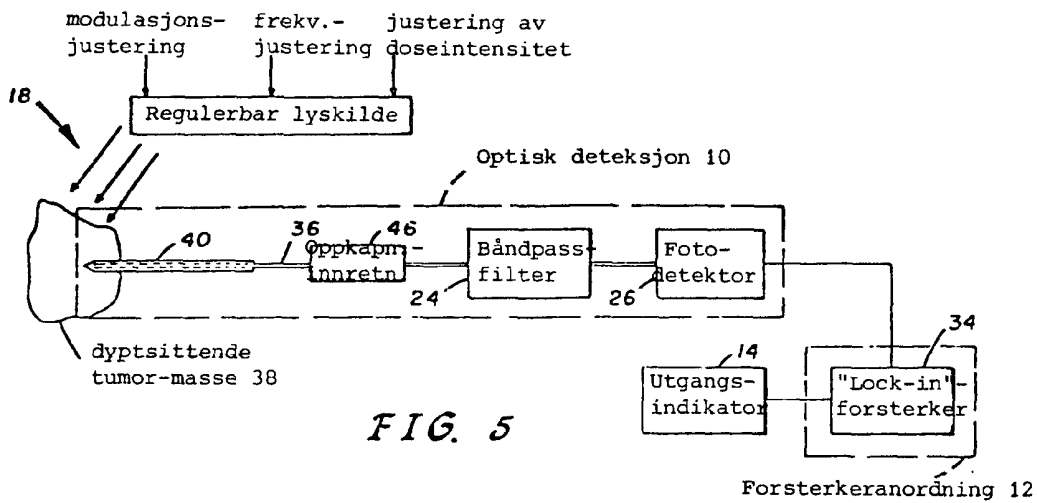 modulasjons-
justering
frekv.-
justering
justering av
doseintensitet
18
Regulerbar lyskilde
Optisk deteksjon 10
40
36
46
Oppkapn.-
innretn
Båndpass-
filter
24
Foto-
detektor
26
dyptsittende
tumor-masse 38
14
Utgangs-
indikator
34
"Lock-in"-
forsterker
FIG. 5
Forsterkeranordning 12